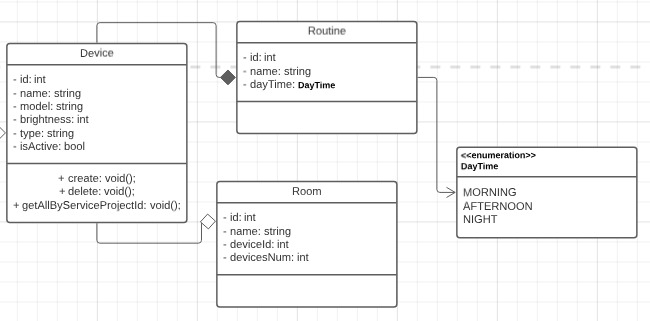 Device
- id: int
- name: string
- model: string
- brightness: int
- type: string
- isActive: bool
+ create: void();
+ delete: void();
+ getAllByServiceProjectId: void();
Routine
- id: int
- name: string
- dayTime: DayTime
Room
- id: int
- name: string
- deviceId: int
- devicesNum: int
<<enumeration>>
DayTime
MORNING
AFTERNOON
NIGHT